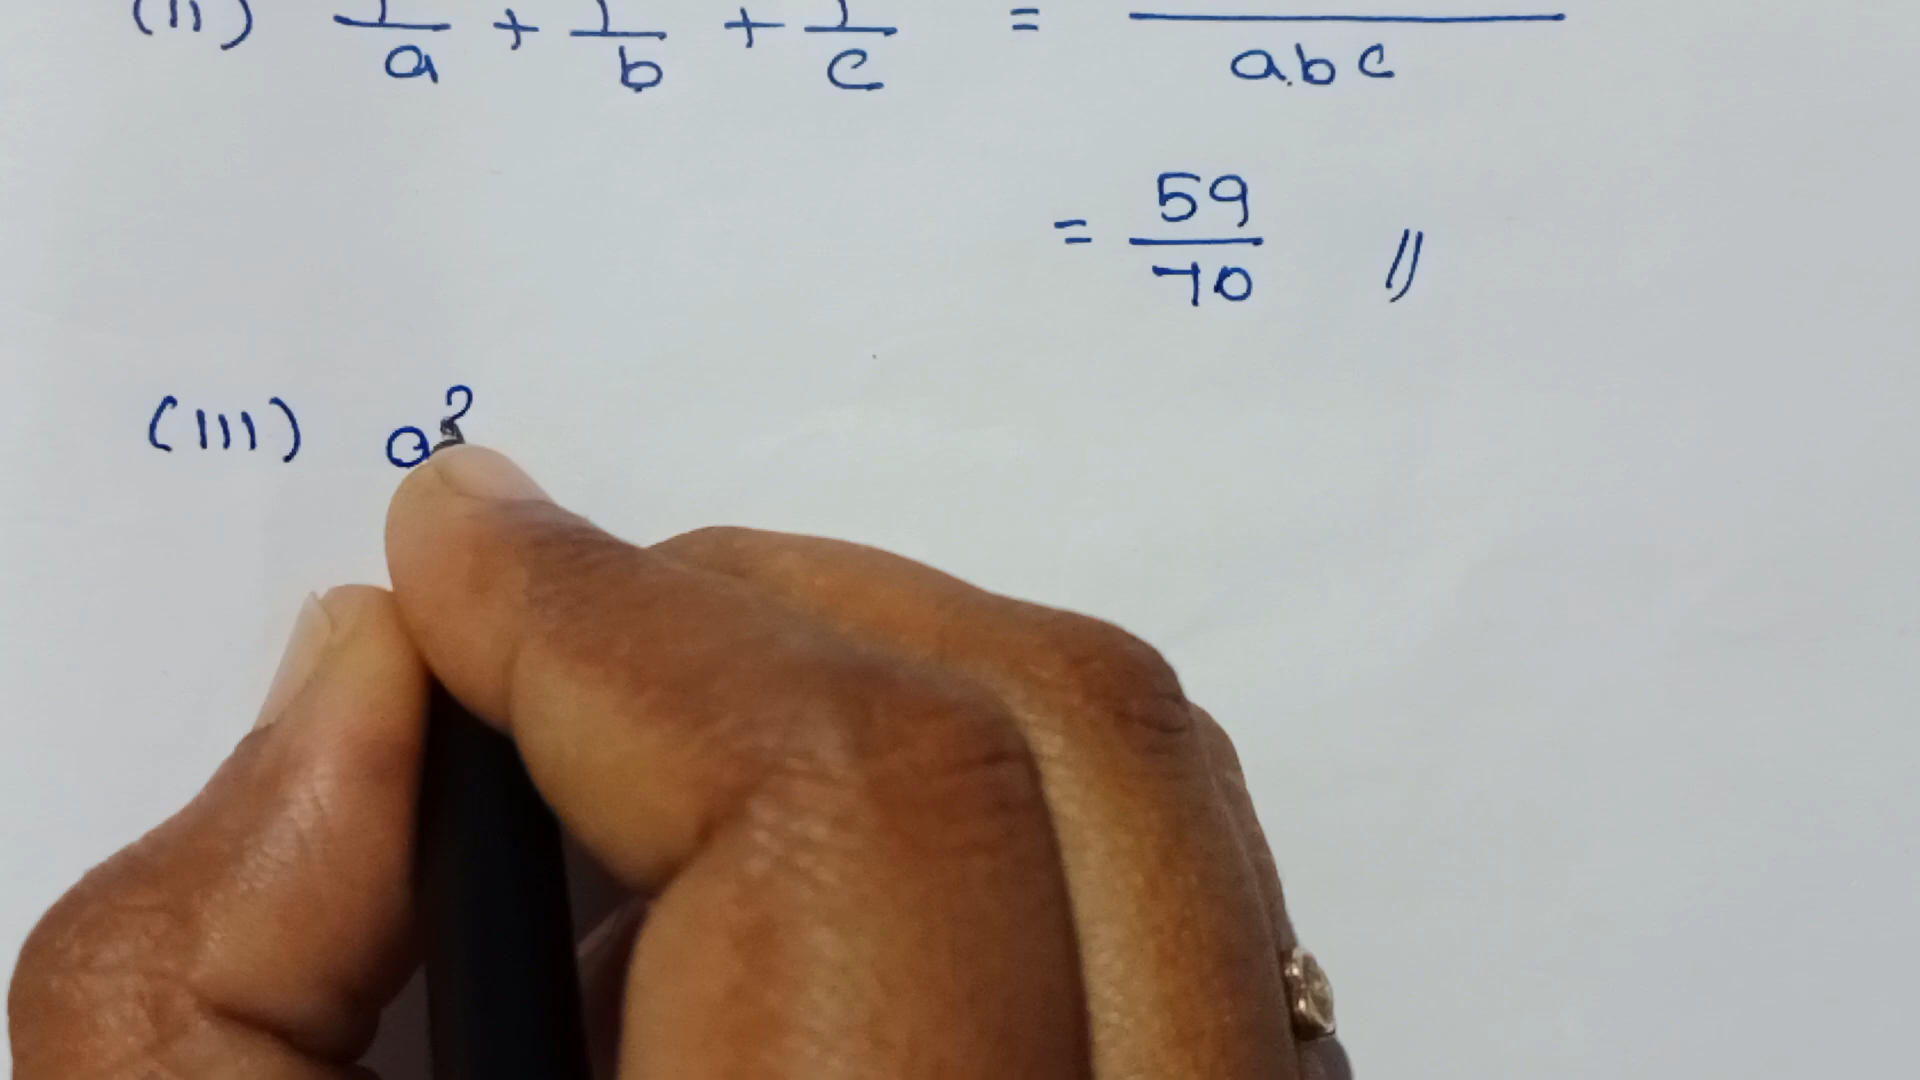 (ii) 1/a + 1/b + 1/c = ―/abc
= 59/70 //
(iii) a²